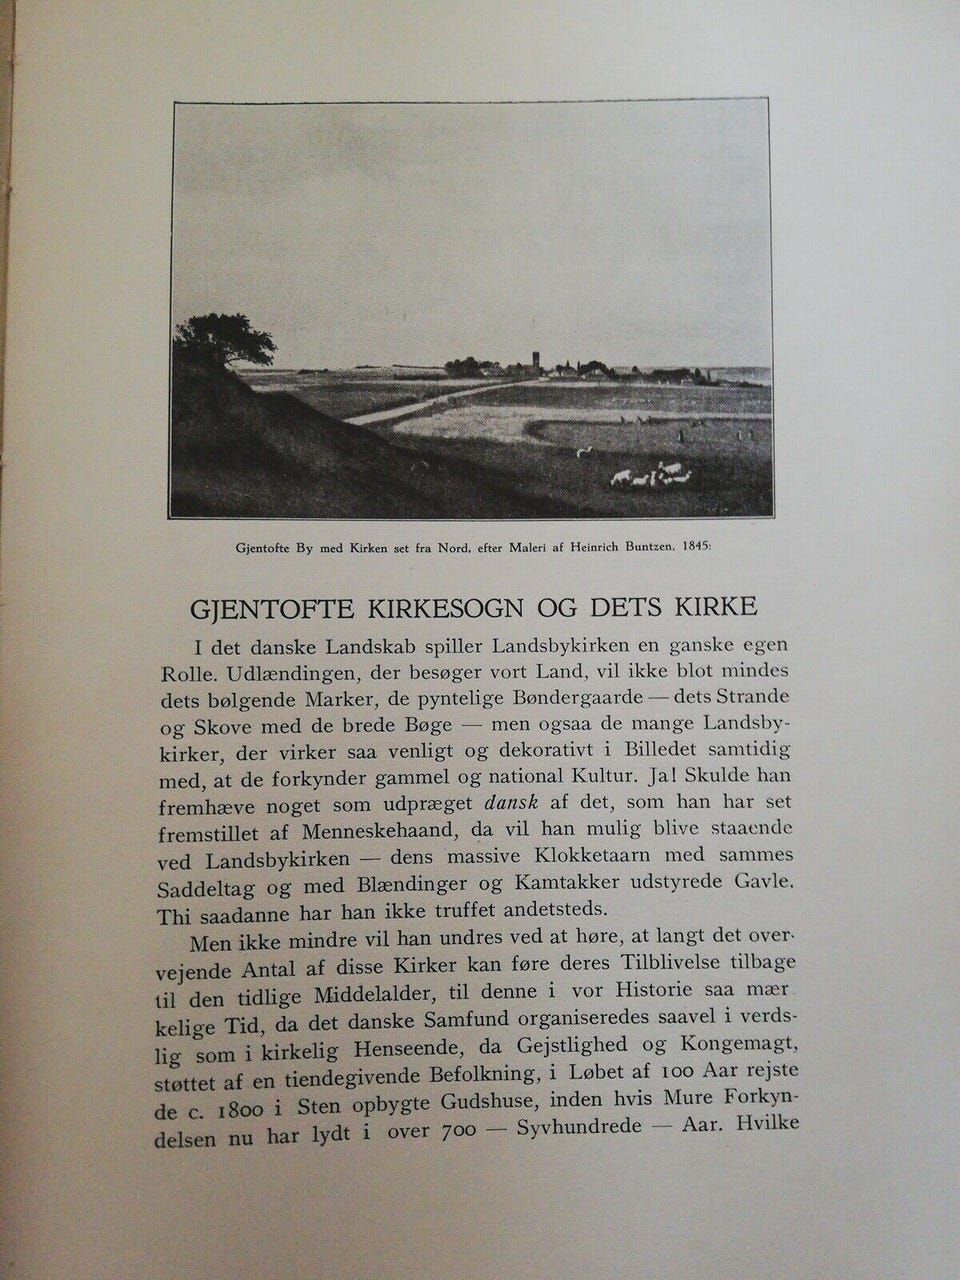 Gjentofte By med Kirken set fra Nord, efter Maleri af Heinrich Buntzen, 1845:
GJENTOFTE KIRKESOGN OG DETS KIRKE
I det danske Landskab spiller Landsbykirken en ganske egen
Rolle. Udlændingen, der besøger vort Land, vil ikke blot mindes
dets bølgende Marker, de pyntelige Bøndergaarde — dets Strande
og Skove med de brede Bøge — men ogsaa de mange Landsby-
kirker, der virker saa venligt og dekorativt i Billedet samtidig
med, at de forkynder gammel og national Kultur. Ja! Skulde han
fremhæve noget som udpræget dansk af det, som han har set
fremstillet af Menneskehaand, da vil han mulig blive staaende
ved Landsbykirken — dens massive Klokketaarn med sammes
Saddeltag og med Blændinger og Kamtakker udstyrede Gavle.
Thi saadanne har han ikke truffet andetsteds.
Men ikke mindre vil han undres ved at høre, at langt det over-
vejende Antal af disse Kirker kan føre deres Tilblivelse tilbage
til den tidlige Middelalder, til denne i vor Historie saa mær
kelige Tid, da det danske Samfund organiseredes saavel i verds-
lig som i kirkelig Henseende, da Gejstlighed og Kongemagt,
støttet af en tiendegivende Befolkning, i Løbet af 100 Aar rejste
de c. 1800 i Sten opbygte Gudshuse, inden hvis Mure Forkyn-
delsen nu har lydt i over 700 — Syvhundrede — Aar. Hvilke